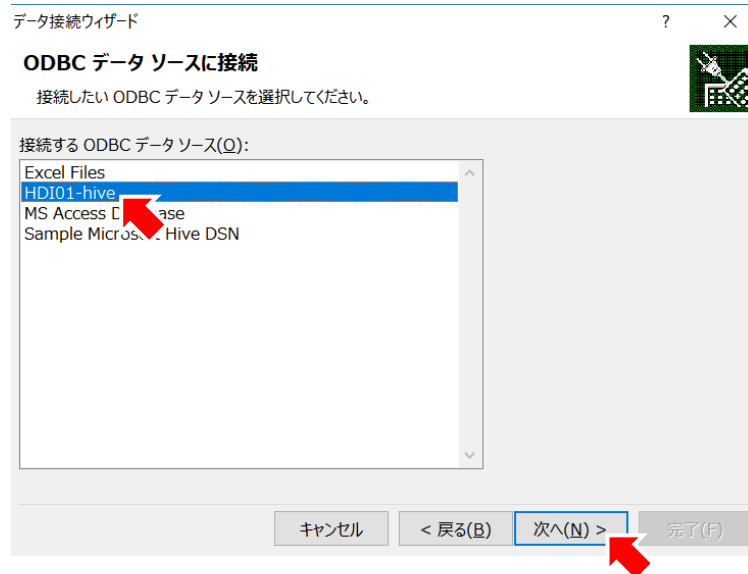 データ接続ウィザード ? ×
ODBC データ ソースに接続
接続したい ODBC データ ソースを選択してください。
接続する ODBC データ ソース(O):
Excel Files
HDI01-hive
MS Access ase
Sample Microsoft Hive DSN
キャンセル < 戻る(B) 次へ(N) > 完了(F)